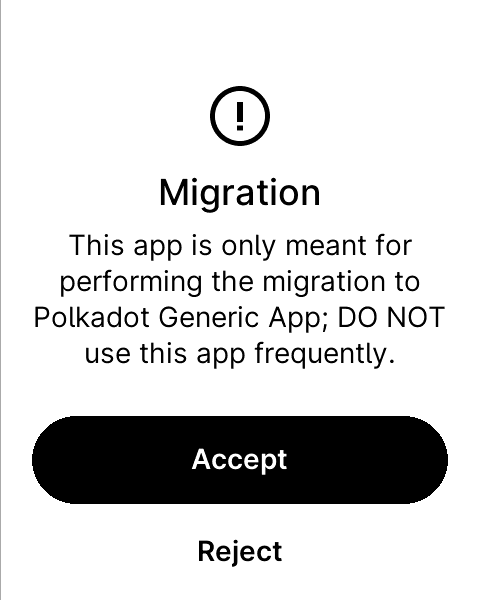 Migration
This app is only meant for
performing the migration to
Polkadot Generic App; DO NOT
use this app frequently.
Accept
Reject